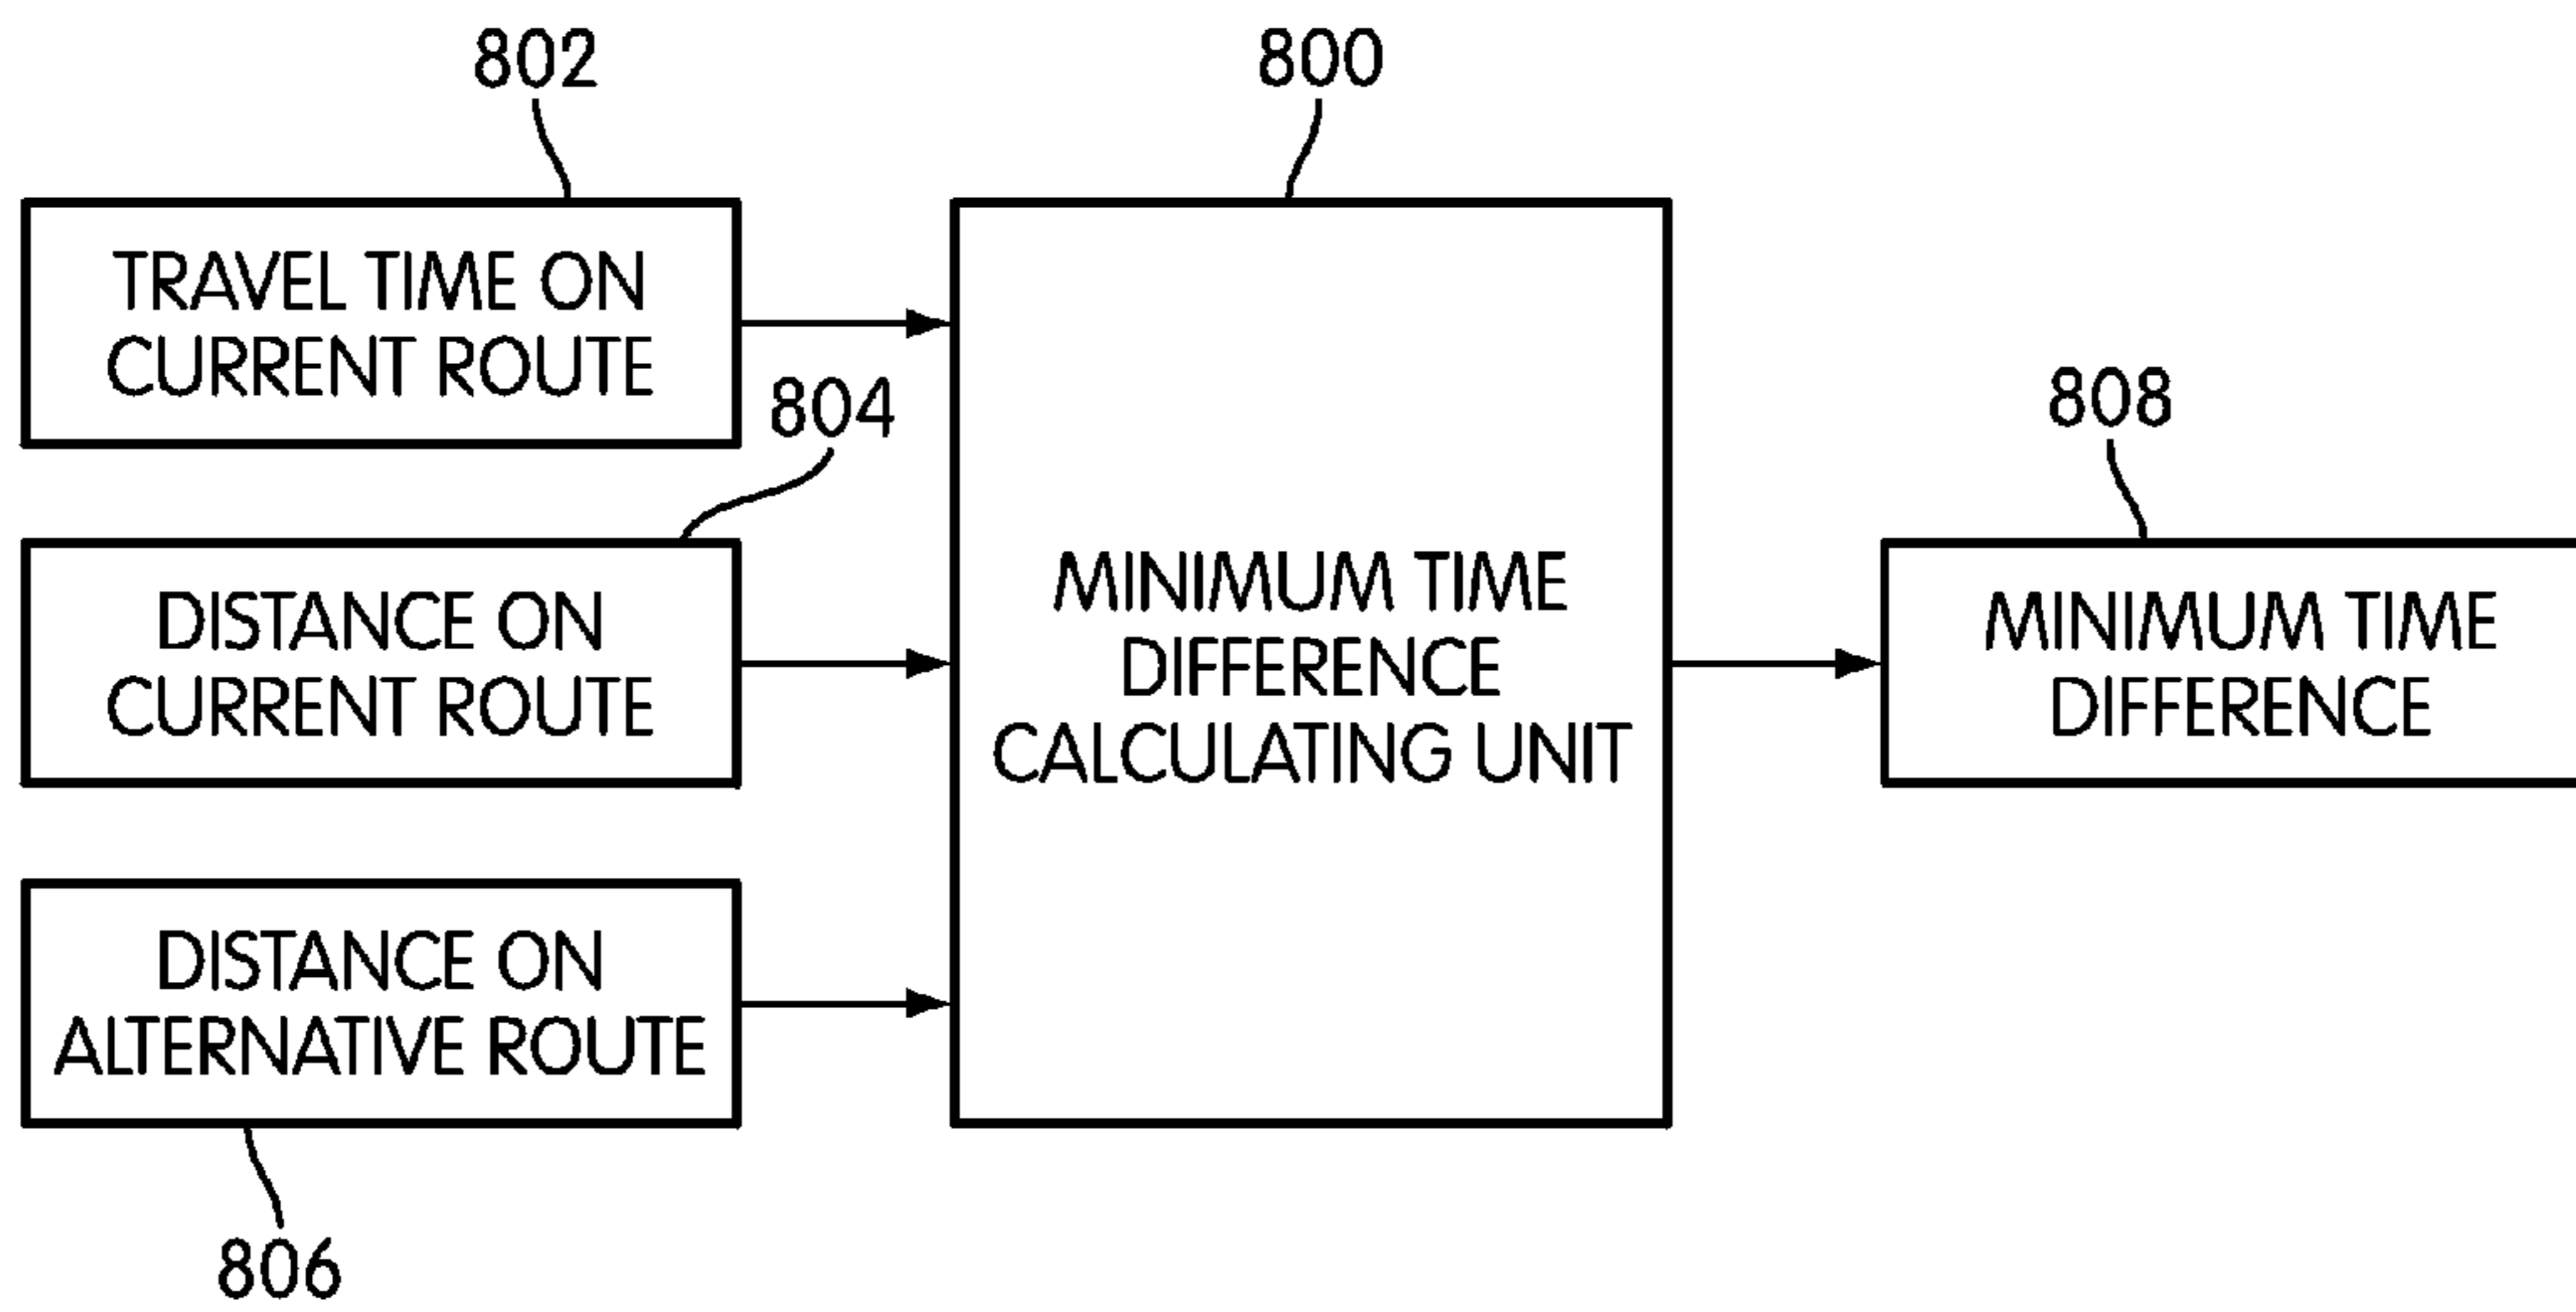 802
800
TRAVEL TIME ON
CURRENT ROUTE
804
808
DISTANCE ON
CURRENT ROUTE
MINIMUM TIME
DIFFERENCE
CALCULATING UNIT
MINIMUM TIME
DIFFERENCE
DISTANCE ON
ALTERNATIVE ROUTE
806